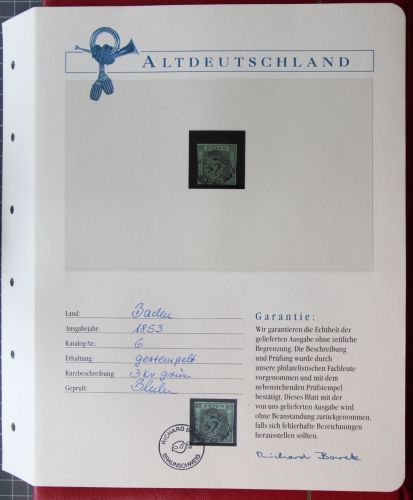 ALTDEUTSCHLAND
Land: Baden
Ausgabejahr: 1853
Katalog-Nr.: 6
Erhaltung: gestempelt
Kurzbeschreibung: 3 Kr grün
Geprüft:
Garantie:
Wir garantieren die Echtheit der
gelieferten Ausgabe ohne zeitliche
Begrenzung. Die Beschreibung
und Prüfung wurde durch
unsere philatelistischen Fachleute
vorgenommen und mit dem
nebenstehenden Prüfstempel
bestätigt. Dieses Blatt mit der
von uns gelieferten Ausgabe wird
ohne Beanstandung zurückgenommen,
falls sich fehlerhafte Bezeichnungen
herausstellen sollten.
RICHARD
BRAUNSCHWEIG
Richard Borek